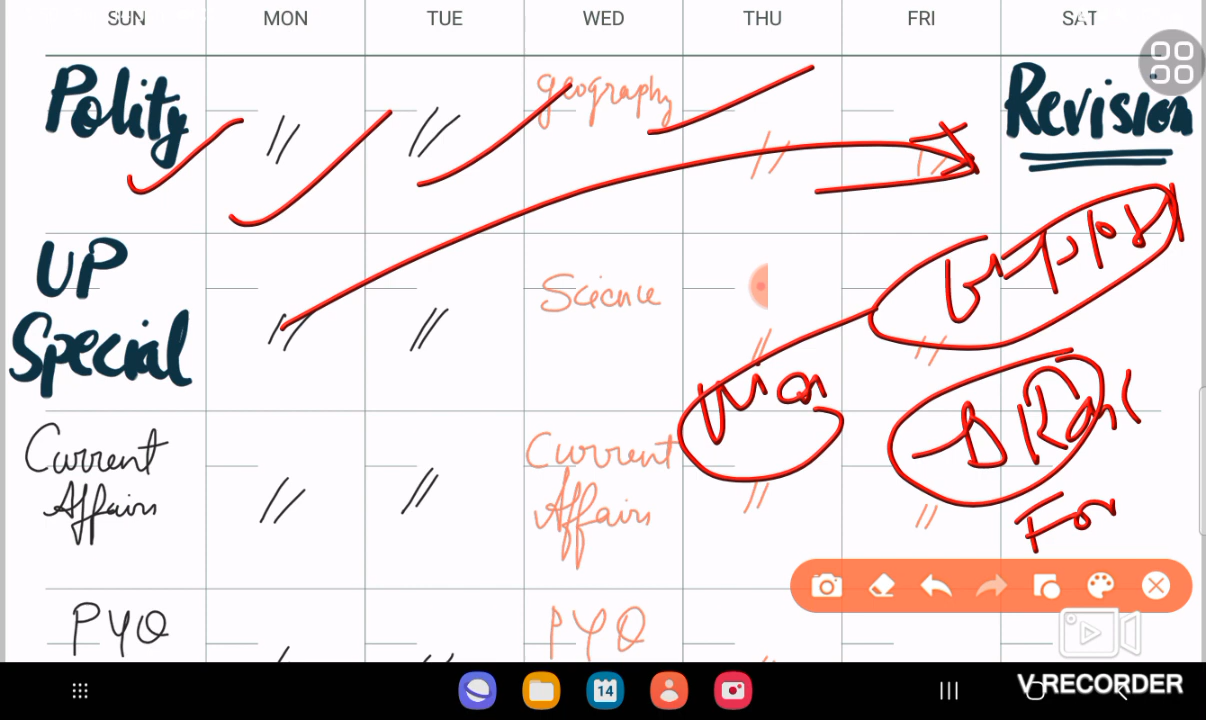 SUN MON TUE WED THU FRI SAT
Polity // // geography // // Revision
UP
Special // // Science // //
Current
Affairs // // Current
Affairs // //
For
PYQ PYQ
14
V RECORDER